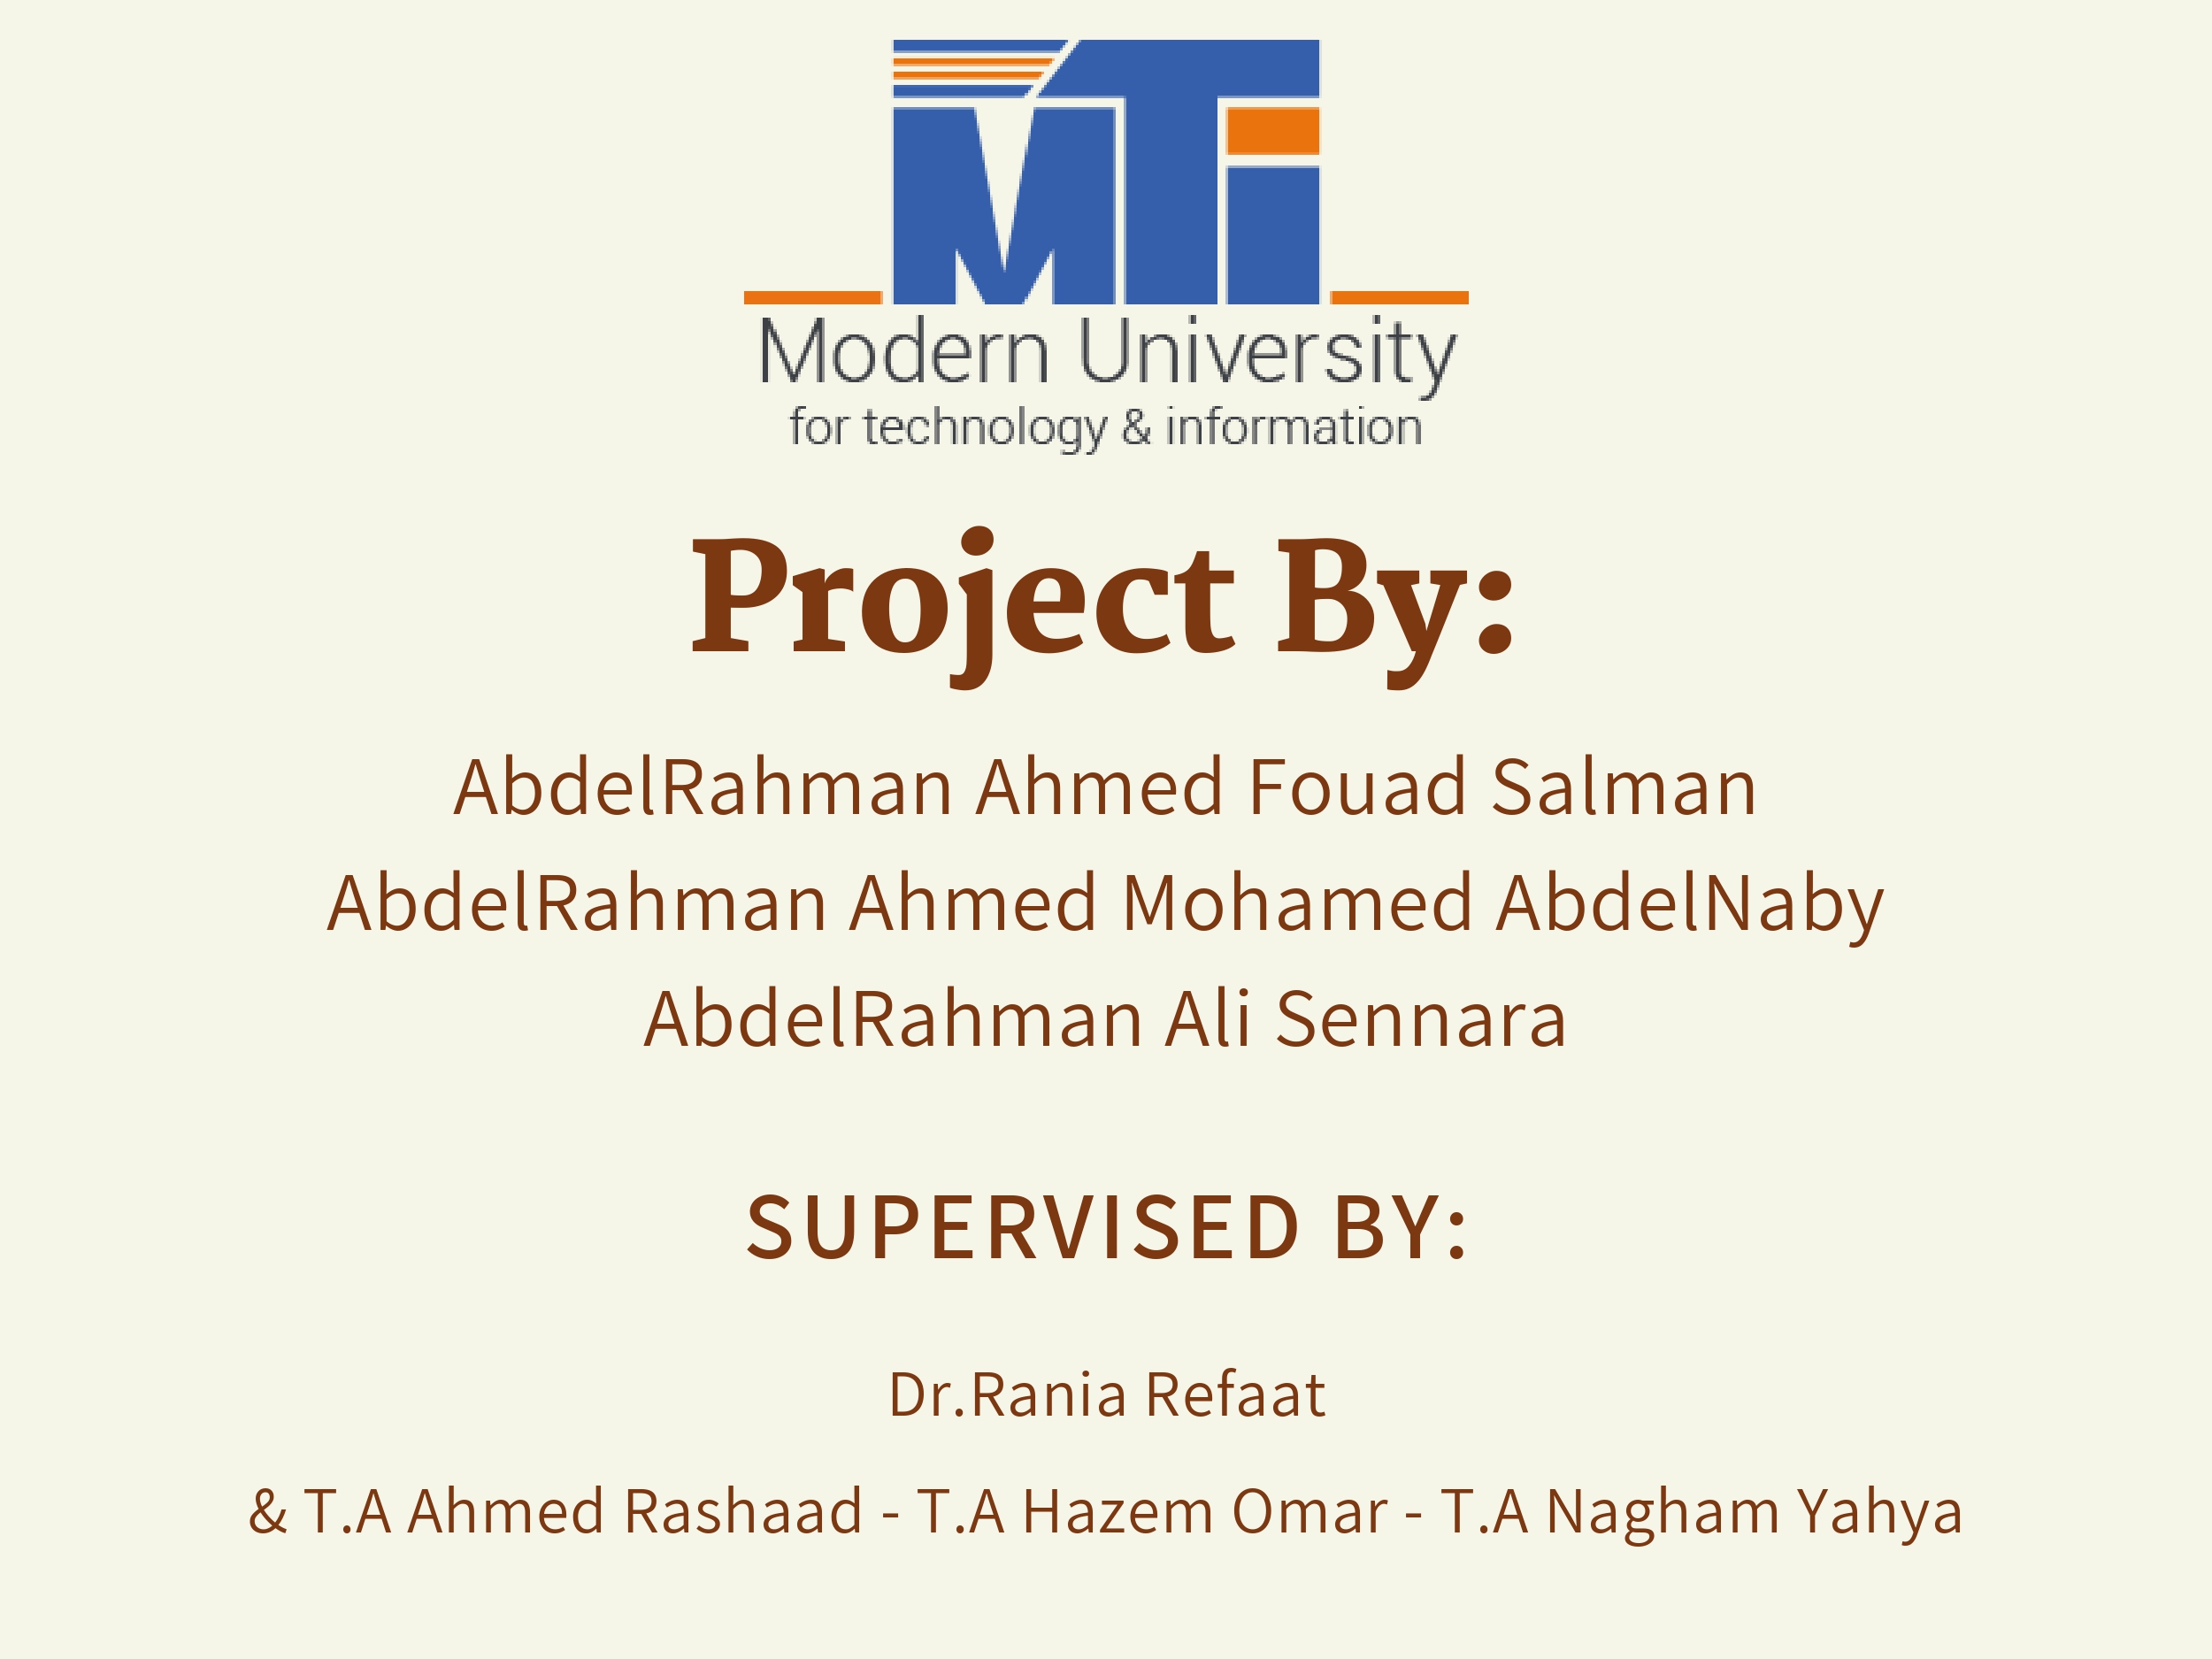 MTi
Modern University
for technology & information
Project By:
AbdelRahman Ahmed Fouad Salman
AbdelRahman Ahmed Mohamed AbdelNaby
AbdelRahman Ali Sennara
SUPERVISED BY:
Dr.Rania Refaat
& T.A Ahmed Rashaad - T.A Hazem Omar - T.A Nagham Yahya